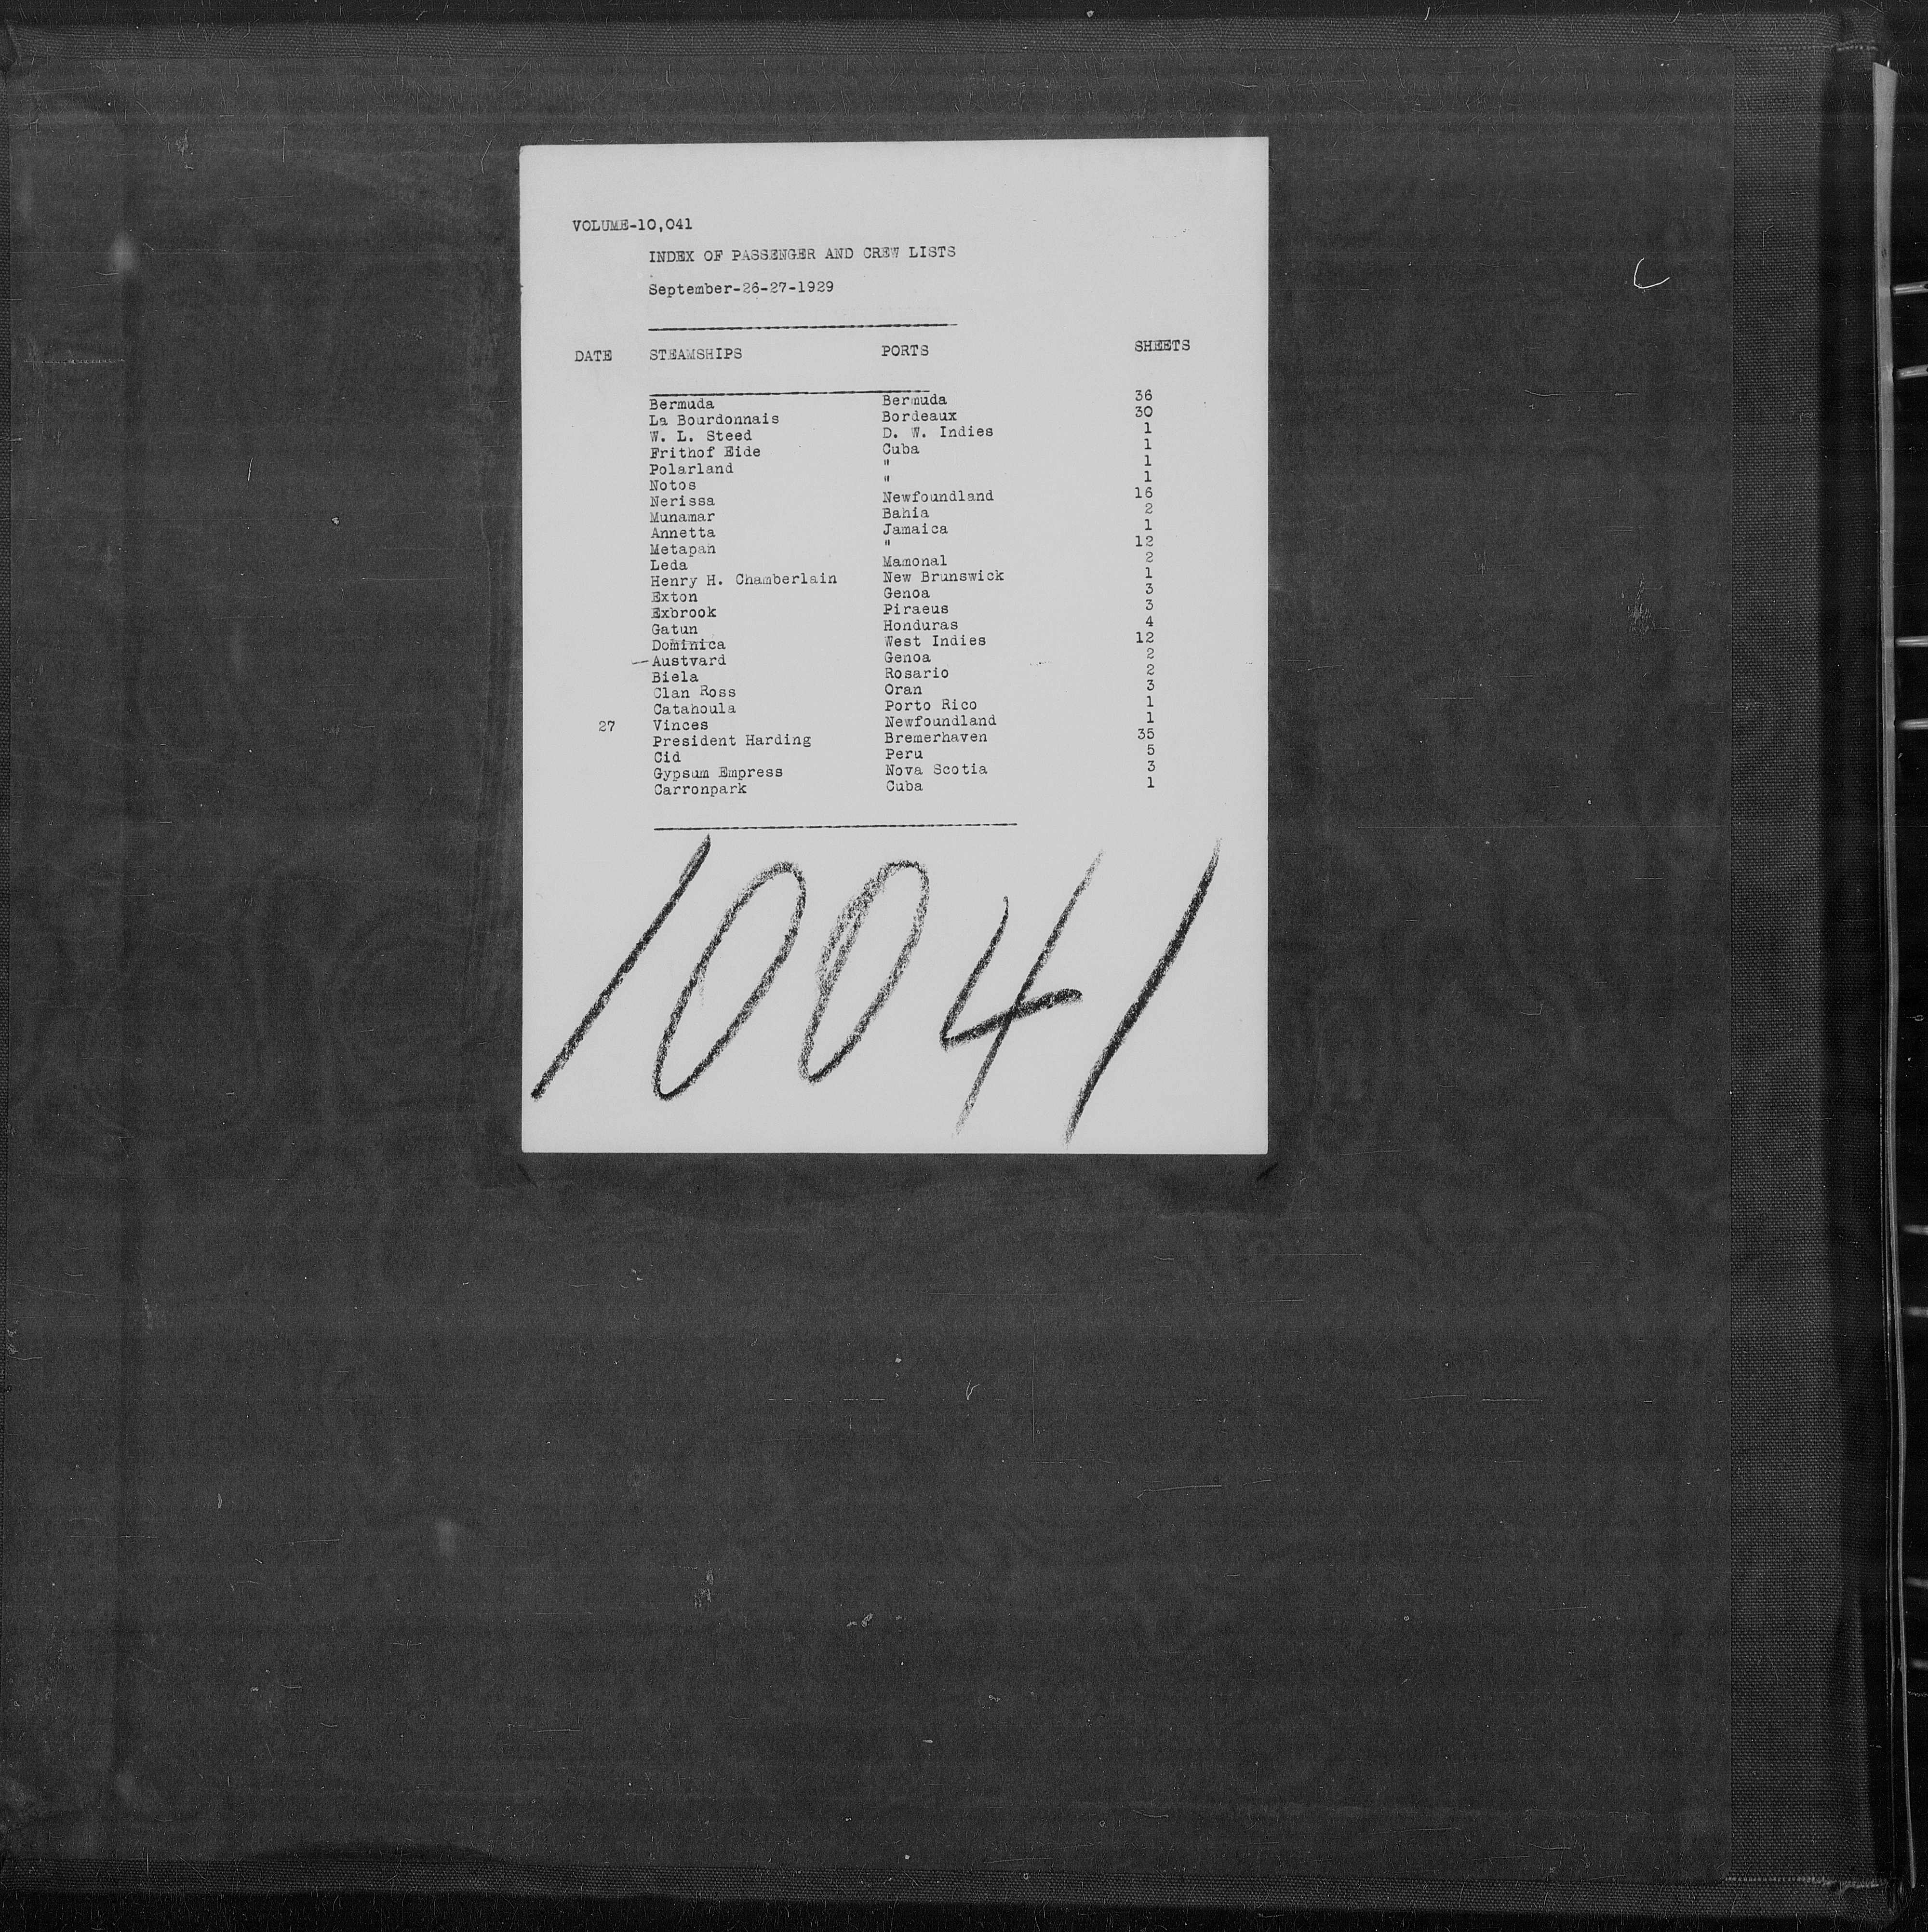 VOLUME-10,041
INDEX OF PASSENGER AND CREW LISTS
September-26-27-1929
DATE STEAMSHIPS PORTS SHEETS
Bermuda Bermuda 36
La Bourdonnais Bordeaux 30
W. L. Steed D. W. Indies 1
Frithof Eide Cuba 1
Polarland " 1
Notos " 1
Nerissa Newfoundland 16
Munamar Bahia 2
Annetta Jamaica 1
Metapan " 12
Leda Mamonal 2
Henry H. Chamberlain New Brunswick 1
Exton Genoa 3
Exbrook Piraeus 3
Gatun Honduras 4
Dominica West Indies 12
Austvard Genoa 2
Biela Rosario 2
Clan Ross Oran 3
Catahoula Porto Rico 1
27 Vinces Newfoundland 1
President Harding Bremerhaven 35
Cid Peru 5
Gypsum Empress Nova Scotia 3
Carronpark Cuba 1
10041